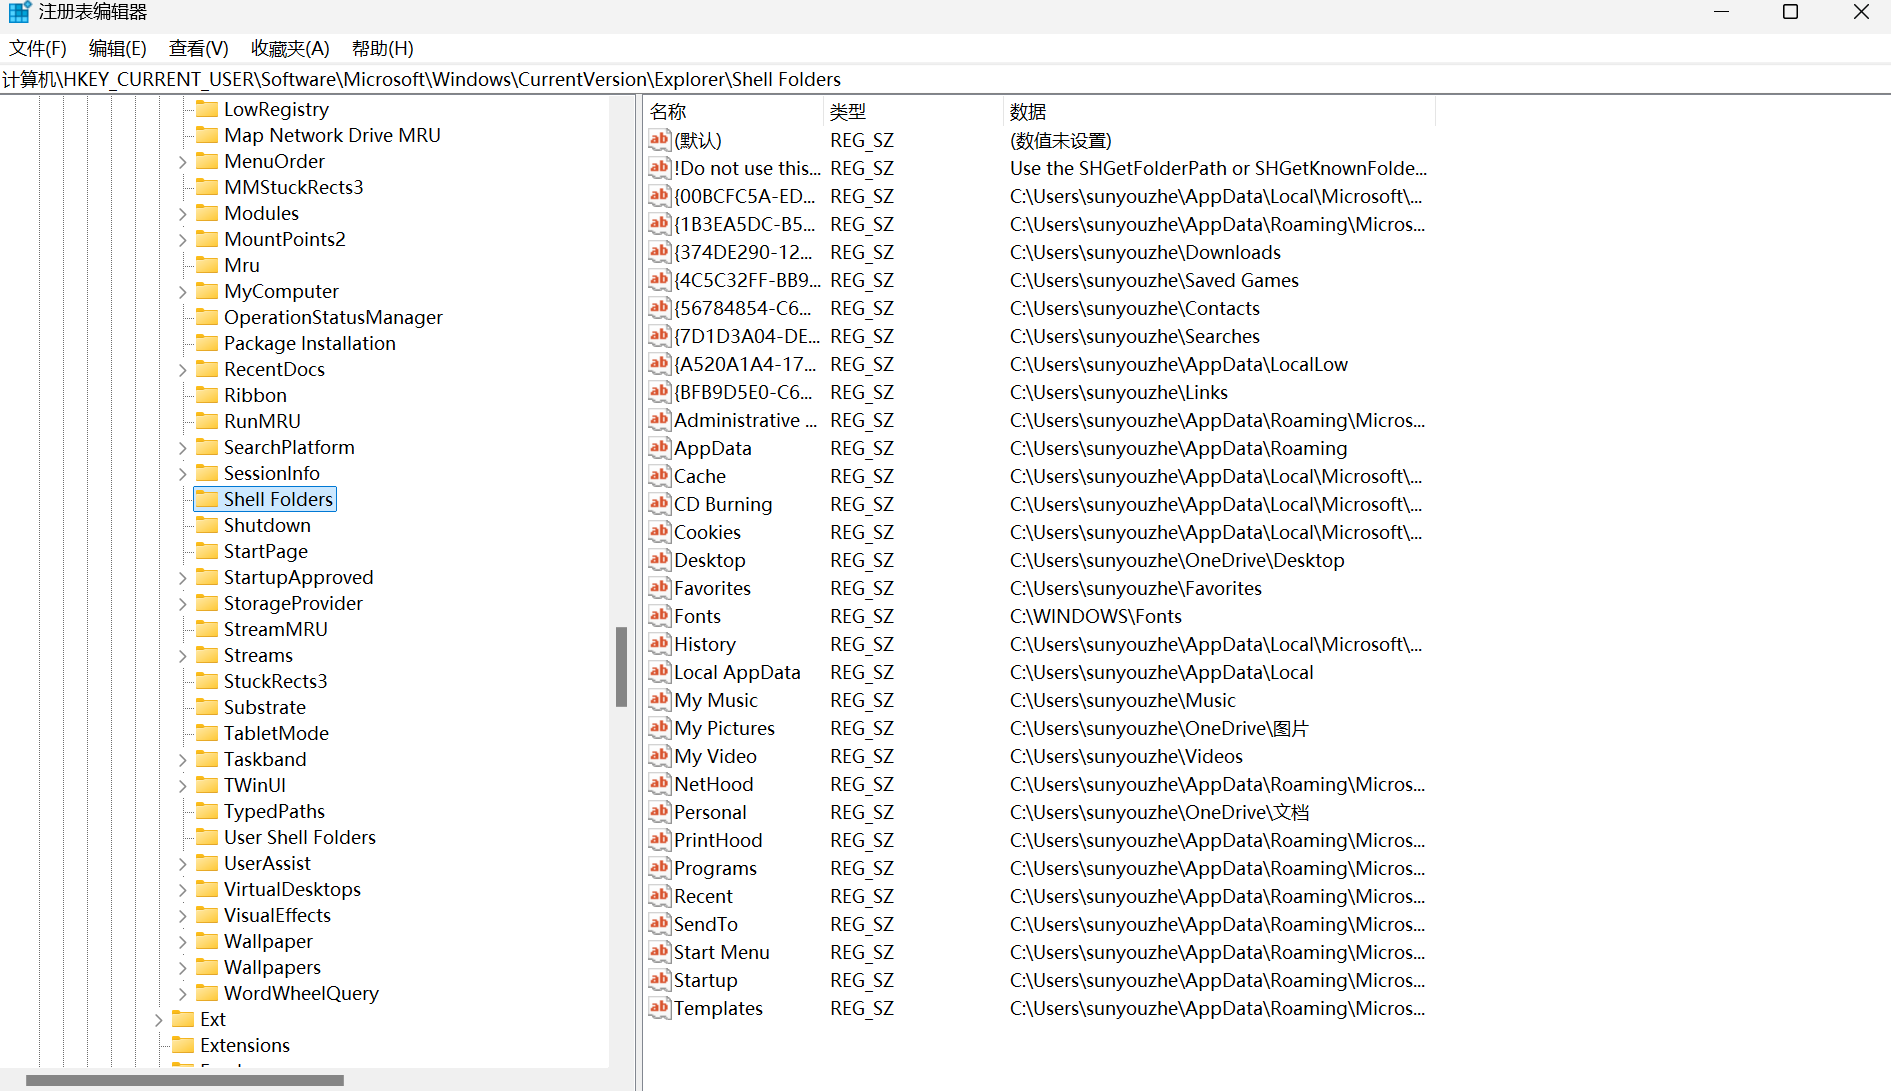 注册表编辑器
文件(F) 编辑(E) 查看(V) 收藏夹(A) 帮助(H)
计算机\HKEY_CURRENT_USER\Software\Microsoft\Windows\CurrentVersion\Explorer\Shell Folders
LowRegistry
Map Network Drive MRU
MenuOrder
MMStuckRects3
Modules
MountPoints2
Mru
MyComputer
OperationStatusManager
Package Installation
RecentDocs
Ribbon
RunMRU
SearchPlatform
SessionInfo
Shell Folders
Shutdown
StartPage
StartupApproved
StorageProvider
StreamMRU
Streams
StuckRects3
Substrate
TabletMode
Taskband
TWinUI
TypedPaths
User Shell Folders
UserAssist
VirtualDesktops
VisualEffects
Wallpaper
Wallpapers
WordWheelQuery
Ext
Extensions
名称 类型 数据
(默认) REG_SZ (数值未设置)
!Do not use this... REG_SZ Use the SHGetFolderPath or SHGetKnownFolde...
{00BCFC5A-ED... REG_SZ C:\Users\sunyouzhe\AppData\Local\Microsoft\...
{1B3EA5DC-B5... REG_SZ C:\Users\sunyouzhe\AppData\Roaming\Micros...
{374DE290-12... REG_SZ C:\Users\sunyouzhe\Downloads
{4C5C32FF-BB9... REG_SZ C:\Users\sunyouzhe\Saved Games
{56784854-C6... REG_SZ C:\Users\sunyouzhe\Contacts
{7D1D3A04-DE... REG_SZ C:\Users\sunyouzhe\Searches
{A520A1A4-17... REG_SZ C:\Users\sunyouzhe\AppData\LocalLow
{BFB9D5E0-C6... REG_SZ C:\Users\sunyouzhe\Links
Administrative ... REG_SZ C:\Users\sunyouzhe\AppData\Roaming\Micros...
AppData REG_SZ C:\Users\sunyouzhe\AppData\Roaming
Cache REG_SZ C:\Users\sunyouzhe\AppData\Local\Microsoft\...
CD Burning REG_SZ C:\Users\sunyouzhe\AppData\Local\Microsoft\...
Cookies REG_SZ C:\Users\sunyouzhe\AppData\Local\Microsoft\...
Desktop REG_SZ C:\Users\sunyouzhe\OneDrive\Desktop
Favorites REG_SZ C:\Users\sunyouzhe\Favorites
Fonts REG_SZ C:\WINDOWS\Fonts
History REG_SZ C:\Users\sunyouzhe\AppData\Local\Microsoft\...
Local AppData REG_SZ C:\Users\sunyouzhe\AppData\Local
My Music REG_SZ C:\Users\sunyouzhe\Music
My Pictures REG_SZ C:\Users\sunyouzhe\OneDrive\图片
My Video REG_SZ C:\Users\sunyouzhe\Videos
NetHood REG_SZ C:\Users\sunyouzhe\AppData\Roaming\Micros...
Personal REG_SZ C:\Users\sunyouzhe\OneDrive\文档
PrintHood REG_SZ C:\Users\sunyouzhe\AppData\Roaming\Micros...
Programs REG_SZ C:\Users\sunyouzhe\AppData\Roaming\Micros...
Recent REG_SZ C:\Users\sunyouzhe\AppData\Roaming\Micros...
SendTo REG_SZ C:\Users\sunyouzhe\AppData\Roaming\Micros...
Start Menu REG_SZ C:\Users\sunyouzhe\AppData\Roaming\Micros...
Startup REG_SZ C:\Users\sunyouzhe\AppData\Roaming\Micros...
Templates REG_SZ C:\Users\sunyouzhe\AppData\Roaming\Micros...